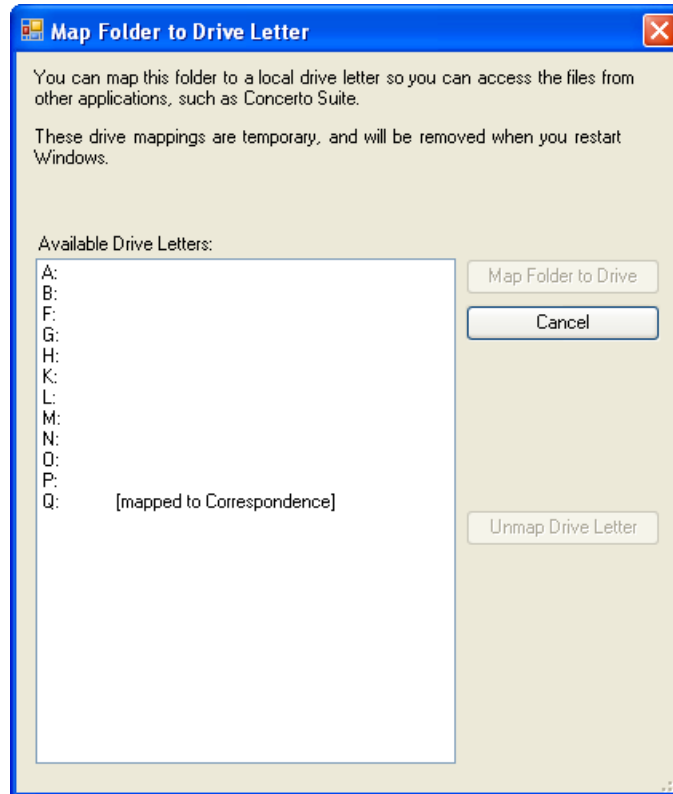 Map Folder to Drive Letter
You can map this folder to a local drive letter so you can access the files from
other applications, such as Concerto Suite.
These drive mappings are temporary, and will be removed when you restart
Windows.
Available Drive Letters:
A:
B:
F:
G:
H:
K:
L:
M:
N:
O:
P:
Q: [mapped to Correspondence]
Map Folder to Drive
Cancel
Unmap Drive Letter